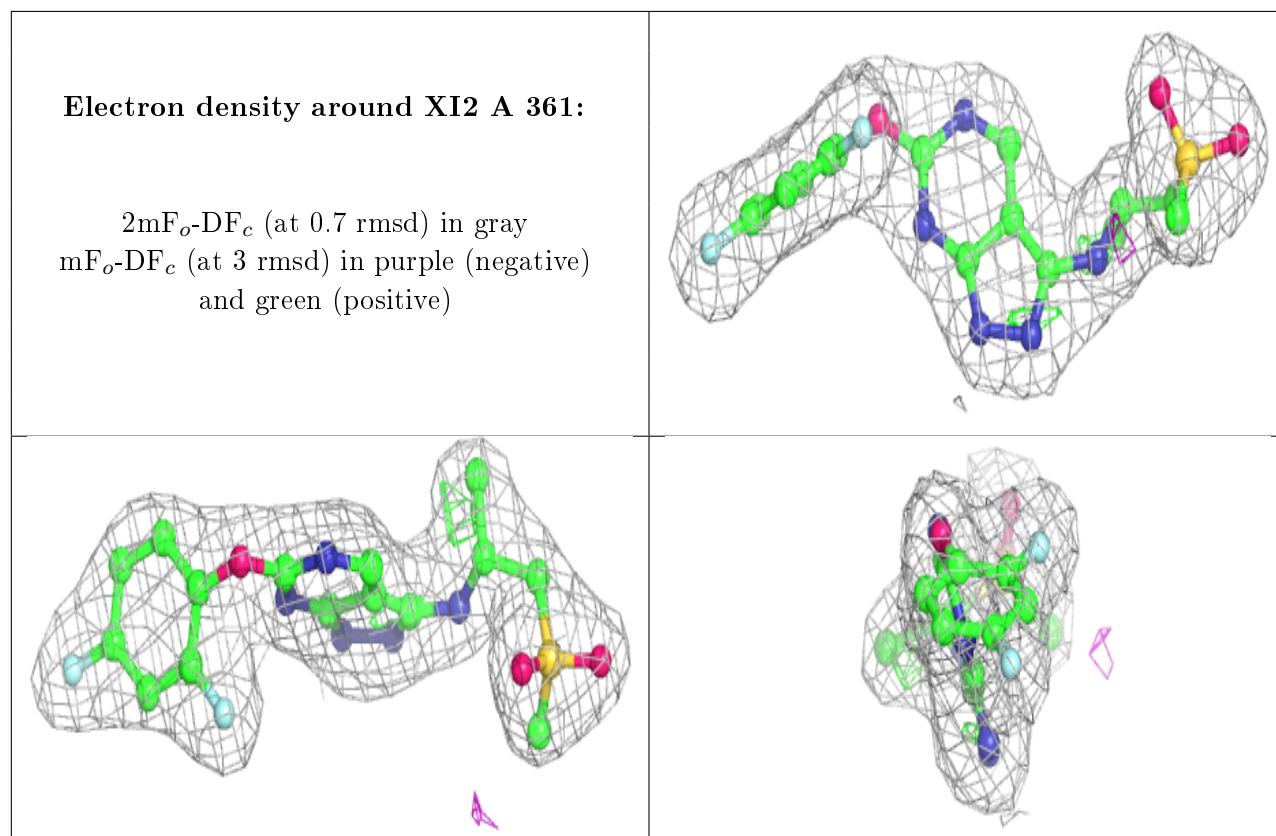 Electron density around XI2 A 361:
2mFo-DFc (at 0.7 rmsd) in gray
mFo-DFc (at 3 rmsd) in purple (negative)
and green (positive)